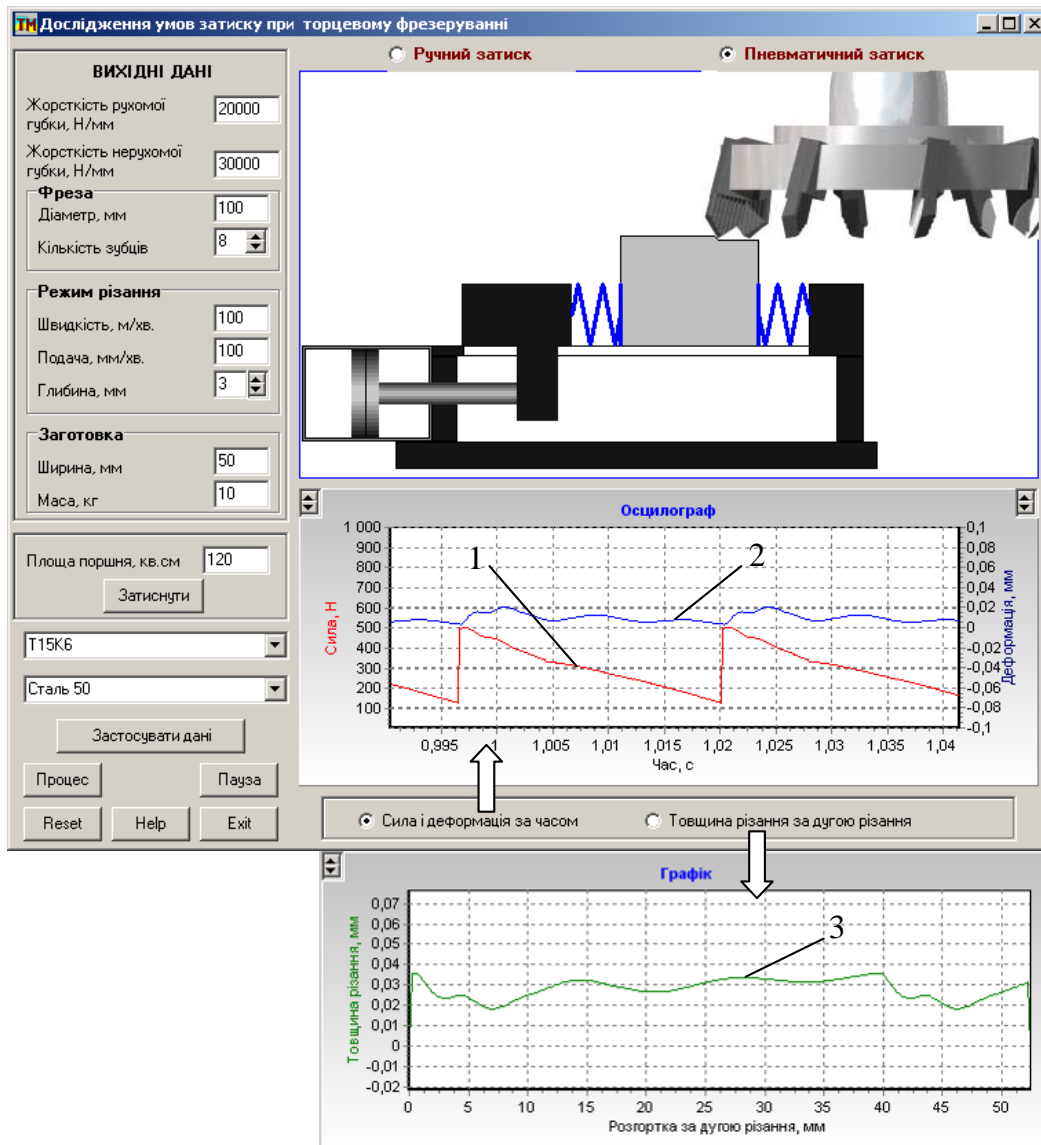 TM Дослідження умов затиску при торцевому фрезеруванні
Ручний затиск
Пневматичний затиск
ВИХІДНІ ДАНІ
Жорсткість рухомої
губки, Н/мм
20000
Жорсткість нерухомої
губки, Н/мм
30000
Фреза
Діаметр, мм
100
Кількість зубців
8
Режим різання
Швидкість, м/хв.
100
Подача, мм/хв.
100
Глибина, мм
3
Заготовка
Ширина, мм
50
Маса, кг
10
Площа поршня, кв.см
120
Затиснути
Т15К6
Сталь 50
Застосувати дані
Процес
Пауза
Reset
Help
Exit
Осцилограф
1 000
900
800
700
600
500
400
300
200
100
Сила, Н
0,1
0,08
0,06
0,04
0,02
0
-0,02
-0,04
-0,06
-0,08
-0,1
Деформація, мм
1
2
0,995
1
1,005
1,01
1,015
1,02
1,025
1,03
1,035
1,04
Час, с
Сила і деформація за часом
Товщина різання за дугою різання
Графік
0,07
0,06
0,05
0,04
0,03
0,02
0,01
0
-0,01
-0,02
Товщина різання, мм
3
0
5
10
15
20
25
30
35
40
45
50
Розгортка за дугою різання, мм